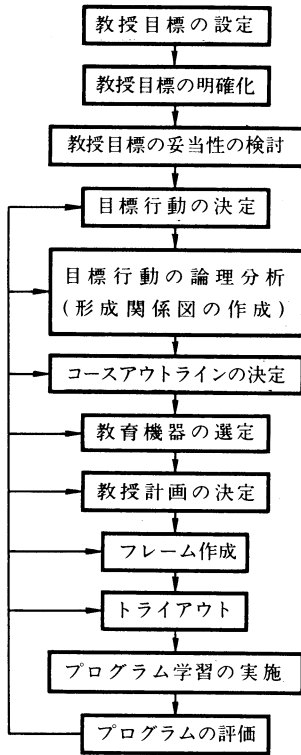 教授目標の設定
教授目標の明確化
教授目標の妥当性の検討
目標行動の決定
目標行動の論理分析
(形成関係図の作成)
コースアウトラインの決定
教育機器の選定
教授計画の決定
フレーム作成
トライアウト
プログラム学習の実施
プログラムの評価